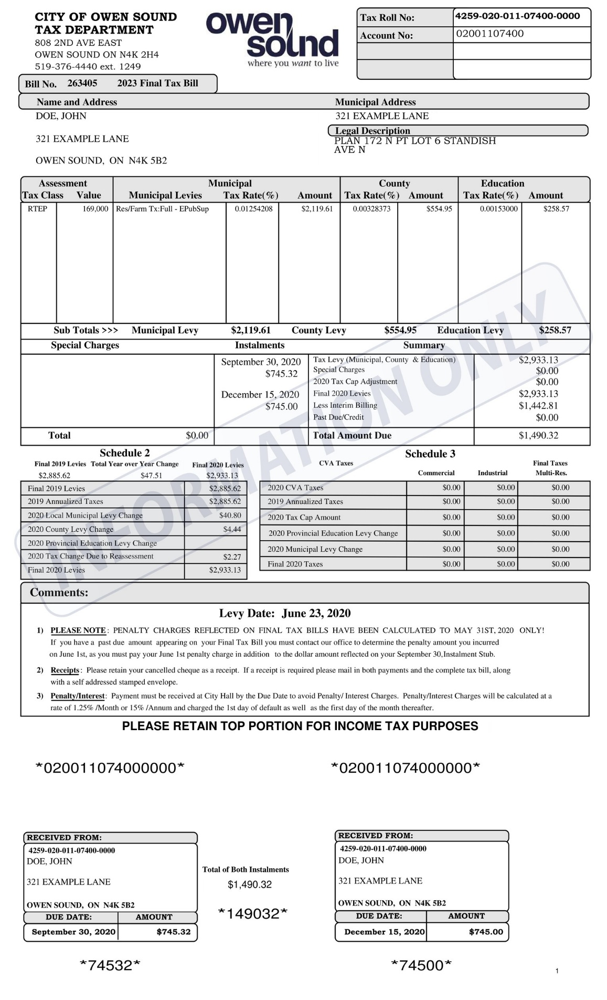 CITY OF OWEN SOUND
TAX DEPARTMENT
808 2ND AVE EAST
OWEN SOUND ON N4K 2H4
519-376-4440 ext. 1249
owen
sound
where you want to live
Tax Roll No: 4259-020-011-07400-0000
Account No: 02001107400
Bill No. 263405 2023 Final Tax Bill
Name and Address Municipal Address
DOE, JOHN 321 EXAMPLE LANE
Legal Description
321 EXAMPLE LANE PLAN 172 N PT LOT 6 STANDISH
AVE N
OWEN SOUND, ON N4K 5B2
Assessment Municipal County Education
Tax Class Value Municipal Levies Tax Rate(%) Amount Tax Rate(%) Amount Tax Rate(%) Amount
RTEP 169,000 Res/Farm Tx:Full - EPubSup 0.01254208 $2,119.61 0.00328373 $554.95 0.00153000 $258.57
Sub Totals >>> Municipal Levy $2,119.61 County Levy $554.95 Education Levy $258.57
Special Charges Instalments Summary
September 30, 2020 Tax Levy (Municipal, County & Education) $2,933.13
$745.32 Special Charges $0.00
2020 Tax Cap Adjustment $0.00
December 15, 2020 Final 2020 Levies $2,933.13
$745.00 Less Interim Billing $1,442.81
Past Due/Credit $0.00
Total $0.00 Total Amount Due $1,490.32
INFORMATION ONLY
Schedule 2
Final 2019 Levies Total Year over Year Change Final 2020 Levies
$2,885.62 $47.51 $2,933.13
Final 2019 Levies $2,885.62
2019 Annualized Taxes $2,885.62
2020 Local Municipal Levy Change $40.80
2020 County Levy Change $4.44
2020 Provincial Education Levy Change
2020 Tax Change Due to Reassessment $2.27
Final 2020 Levies $2,933.13
Schedule 3
CVA Taxes Final Taxes
Commercial Industrial Multi-Res.
2020 CVA Taxes $0.00 $0.00 $0.00
2019 Annualized Taxes $0.00 $0.00 $0.00
2020 Tax Cap Amount $0.00 $0.00 $0.00
2020 Provincial Education Levy Change $0.00 $0.00 $0.00
2020 Municipal Levy Change $0.00 $0.00 $0.00
Final 2020 Taxes $0.00 $0.00 $0.00
Comments:
Levy Date: June 23, 2020
1) PLEASE NOTE: PENALTY CHARGES REFLECTED ON FINAL TAX BILLS HAVE BEEN CALCULATED TO MAY 31ST, 2020 ONLY!
If you have a past due amount appearing on your Final Tax Bill you must contact our office to determine the penalty amount you incurred
on June 1st, as you must pay your June 1st penalty charge in addition to the dollar amount reflected on your September 30,Instalment Stub.
2) Receipts: Please retain your cancelled cheque as a receipt. If a receipt is required please mail in both payments and the complete tax bill, along
with a self addressed stamped envelope.
3) Penalty/Interest: Payment must be received at City Hall by the Due Date to avoid Penalty/ Interest Charges. Penalty/Interest Charges will be calculated at a
rate of 1.25% /Month or 15% /Annum and charged the 1st day of default as well as the first day of the month thereafter.
PLEASE RETAIN TOP PORTION FOR INCOME TAX PURPOSES
*020011074000000* *020011074000000*
RECEIVED FROM:
4259-020-011-07400-0000
DOE, JOHN
321 EXAMPLE LANE
OWEN SOUND, ON N4K 5B2
DUE DATE: AMOUNT
September 30, 2020 $745.32
*74532*
Total of Both Instalments
$1,490.32
*149032*
RECEIVED FROM:
4259-020-011-07400-0000
DOE, JOHN
321 EXAMPLE LANE
OWEN SOUND, ON N4K 5B2
DUE DATE: AMOUNT
December 15, 2020 $745.00
*74500*
1